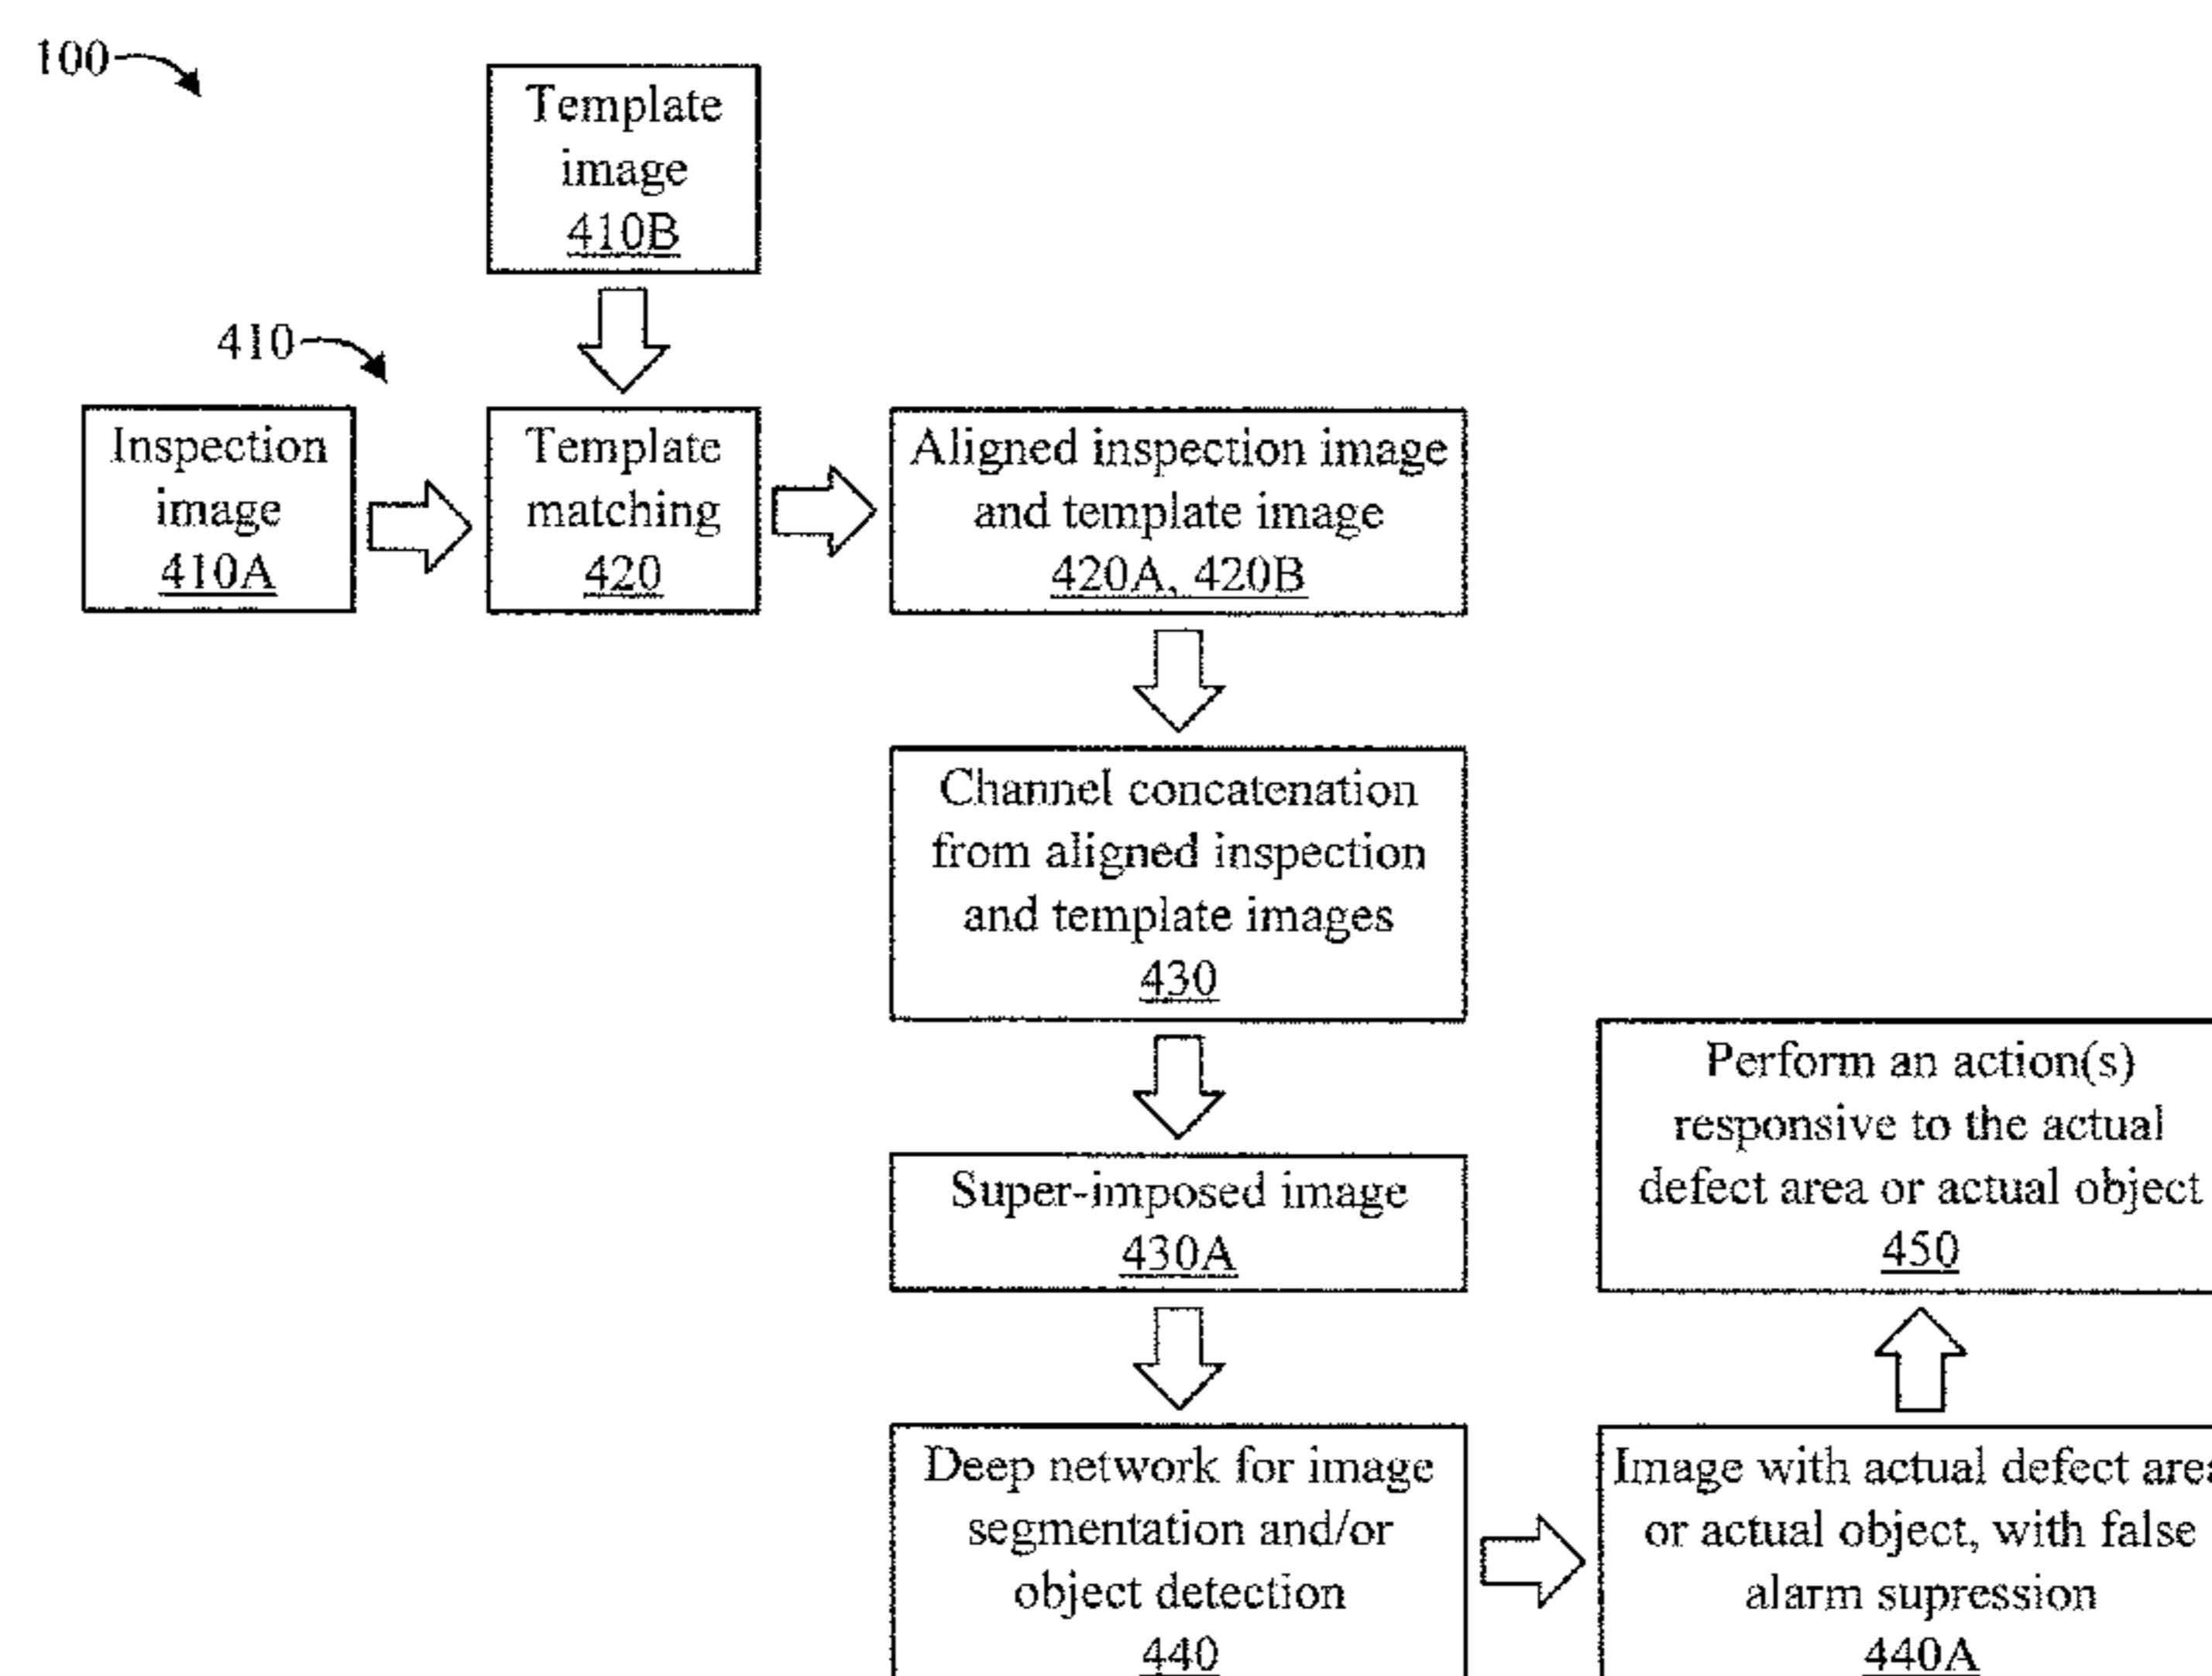 100
Template
image
410B
410
Inspection
image
410A
Template
matching
420
Aligned inspection image
and template image
420A, 420B
Channel concatenation
from aligned inspection
and template images
430
Super-imposed image
430A
Deep network for image
segmentation and/or
object detection
440
Image with actual defect area
or actual object, with false
alarm supression
440A
Perform an action(s)
responsive to the actual
defect area or actual object
450